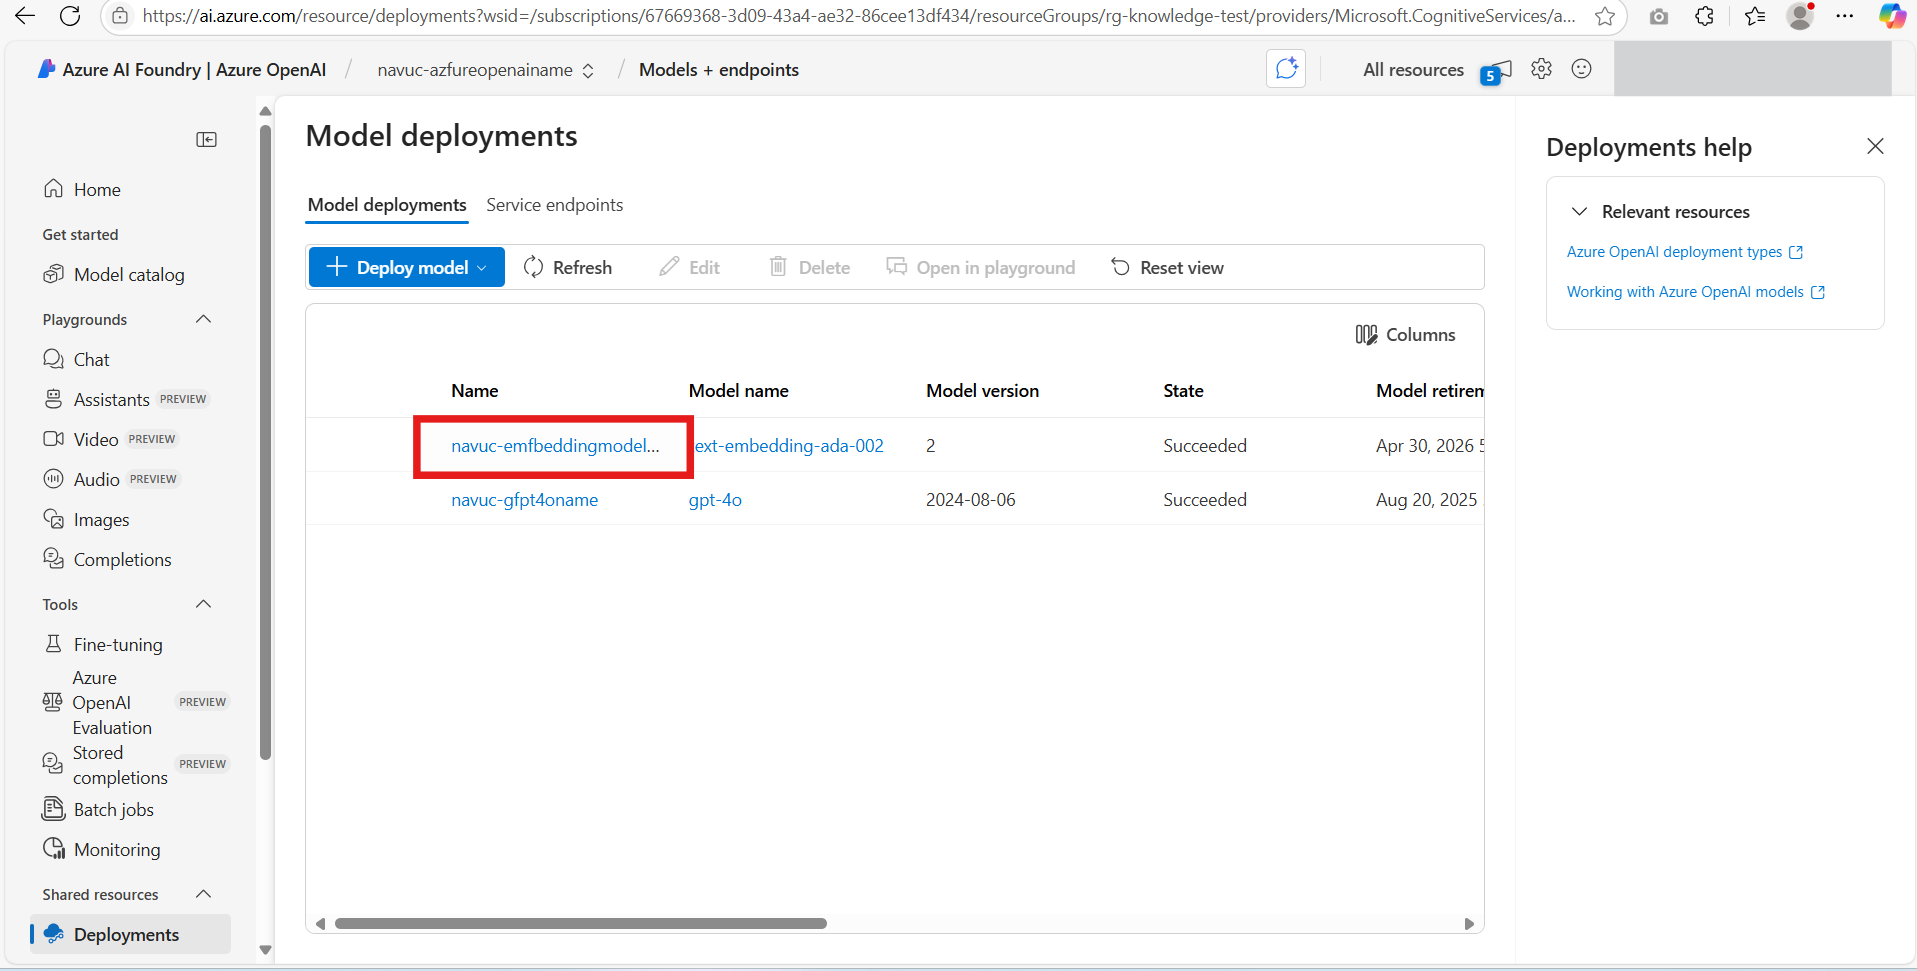 https://ai.azure.com/resource/deployments?wsid=/subscriptions/67669368-3d09-43a4-ae32-86cee13df434/resourceGroups/rg-knowledge-test/providers/Microsoft.CognitiveServices/a...
Azure AI Foundry | Azure OpenAI / navuc-azfureopenainame / Models + endpoints
All resources
5
Model deployments
Model deployments
Service endpoints
Deploy model
Refresh
Edit
Delete
Open in playground
Reset view
Columns
Name Model name Model version State Model retirem
navuc-emfbeddingmodel... ext-embedding-ada-002 2 Succeeded Apr 30, 2026 5
navuc-gfpt4oname gpt-4o 2024-08-06 Succeeded Aug 20, 2025
Home
Get started
Model catalog
Playgrounds
Chat
Assistants PREVIEW
Video PREVIEW
Audio PREVIEW
Images
Completions
Tools
Fine-tuning
Azure
OpenAI PREVIEW
Evaluation
Stored
completions PREVIEW
Batch jobs
Monitoring
Shared resources
Deployments
Deployments help
Relevant resources
Azure OpenAI deployment types
Working with Azure OpenAI models